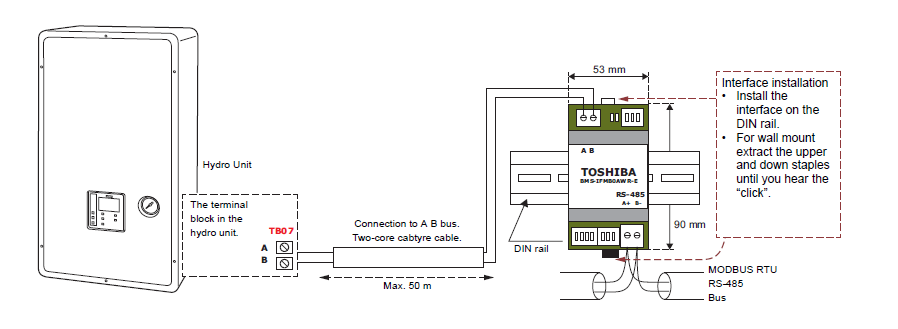 53 mm
Interface installation
• Install the
interface on the
DIN rail.
• For wall mount
extract the upper
and down staples
until you hear the
“click”.
Hydro Unit
A B
TOSHIBA
BMS-IFMB0AWR-E
RS-485
A+ B-
The terminal
block in the
hydro unit.
TB07
A
B
Connection to A B bus.
Two-core cabtyre cable.
Max. 50 m
DIN rail
90 mm
MODBUS RTU
RS-485
Bus